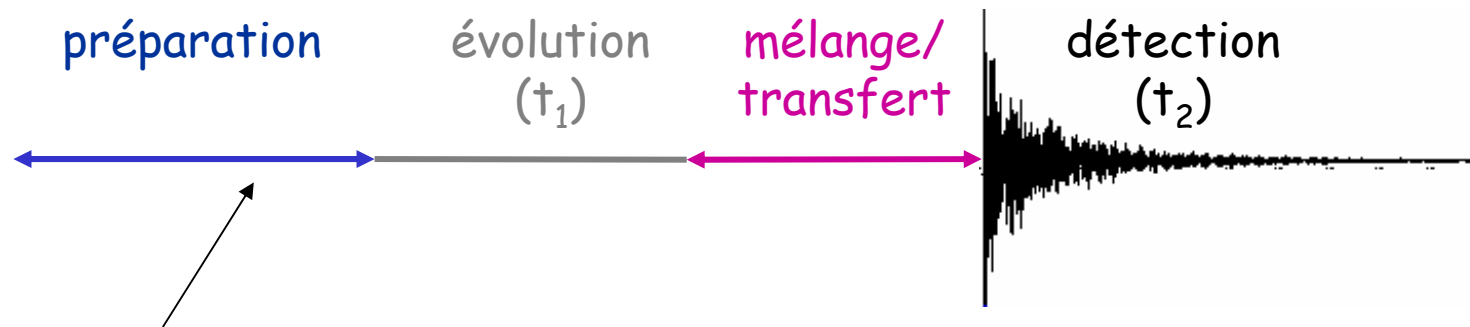 préparation
évolution
(t₁)
mélange/
transfert
détection
(t₂)